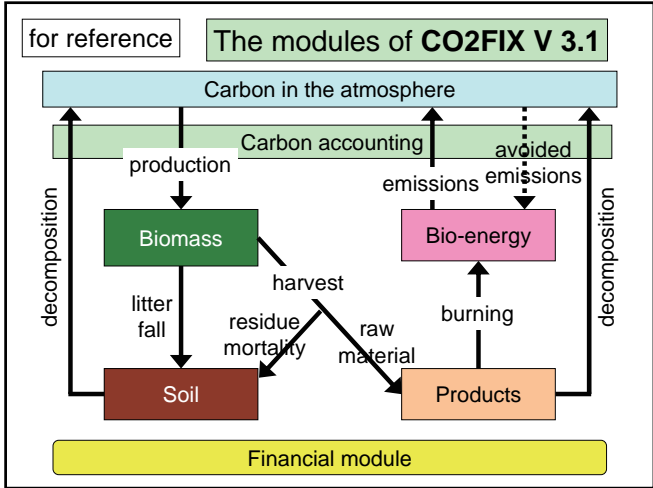 for reference
The modules of CO2FIX V 3.1
Carbon in the atmosphere
Carbon accounting
production
emissions
avoided
emissions
decomposition
Biomass
Bio-energy
decomposition
harvest
litter
fall
residue
mortality
raw
material
burning
Soil
Products
Financial module